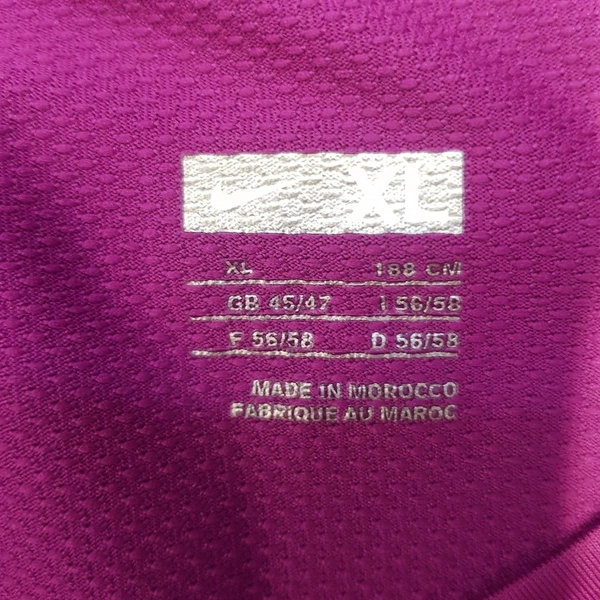 XL
XL 188 CM
GB 45/47 I 56/58
F 56/58 D 56/58
MADE IN MOROCCO
FABRIQUE AU MAROC